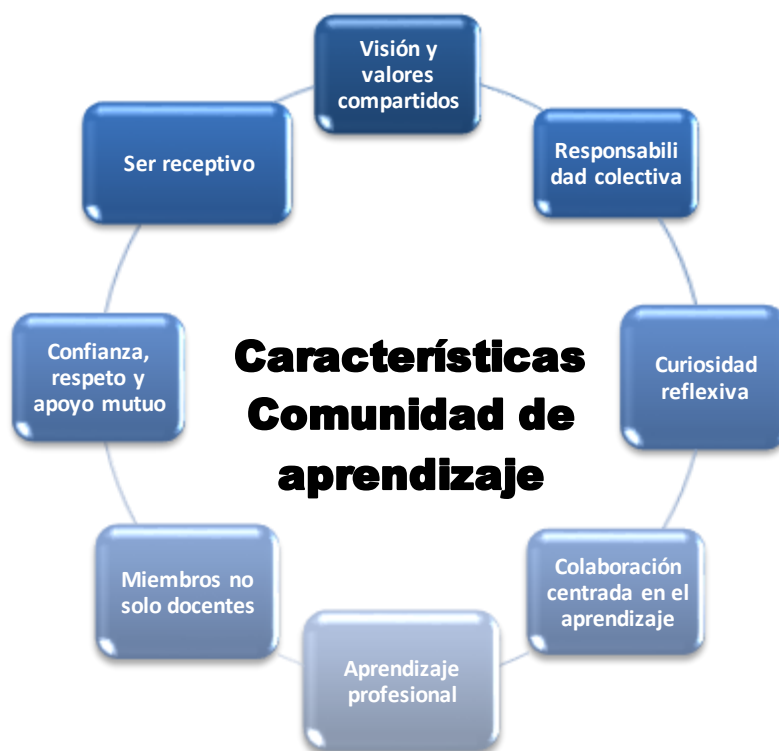 Visión y
valores
compartidos
Responsabili
dad colectiva
Curiosidad
reflexiva
Colaboración
centrada en el
aprendizaje
Aprendizaje
profesional
Miembros no
solo docentes
Confianza,
respeto y
apoyo mutuo
Ser receptivo
Características
Comunidad de
aprendizaje